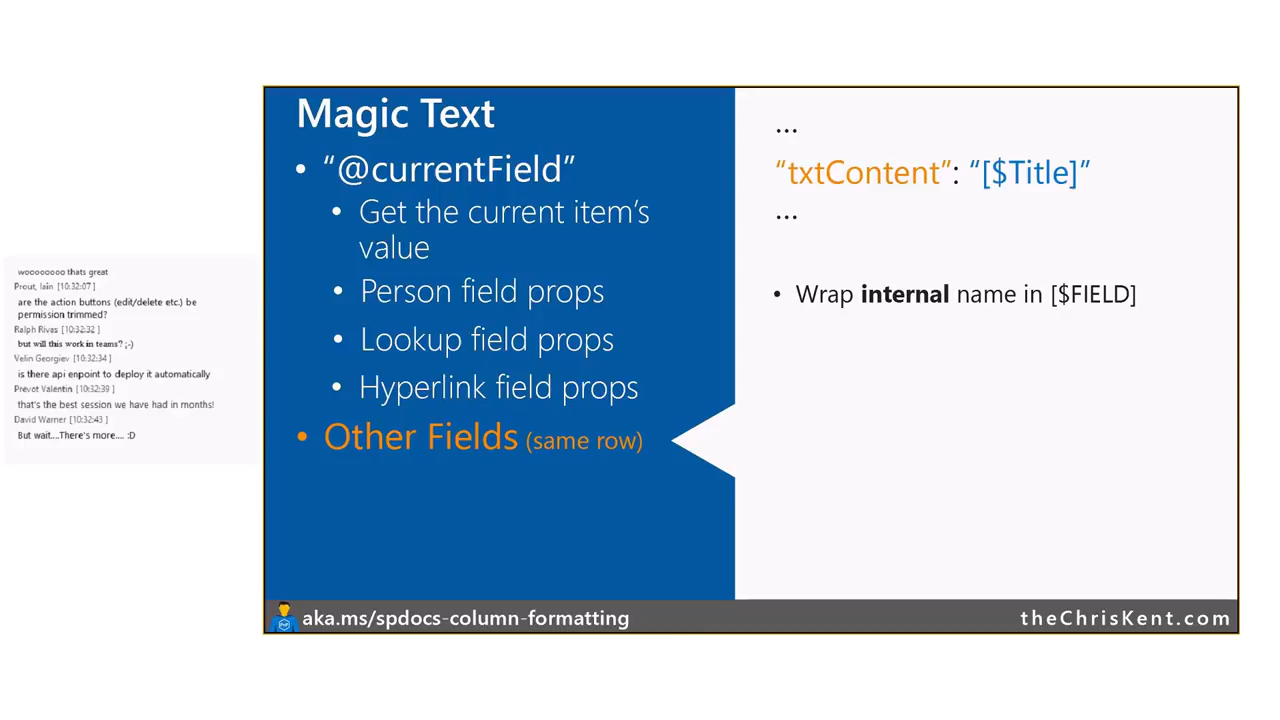 woooooooo thats great
Prout, Iain [10:32:07 ]
are the action buttons (edit/delete etc.) be
permission trimmed?
Ralph Rivas [10:32:32 ]
but will this work in teams? ;-)
Velin Georgiev [10:32:34 ]
is there api enpoint to deploy it automatically
Prevot Valentin [10:32:39 ]
that's the best session we have had in months!
David Warner [10:32:43 ]
But wait....There's more.... :D
Magic Text
• “@currentField”
• Get the current item’s
value
• Person field props
• Lookup field props
• Hyperlink field props
• Other Fields (same row)
…
“txtContent”: “[$Title]”
…
• Wrap internal name in [$FIELD]
aka.ms/spdocs-column-formatting
theChrisKent.com